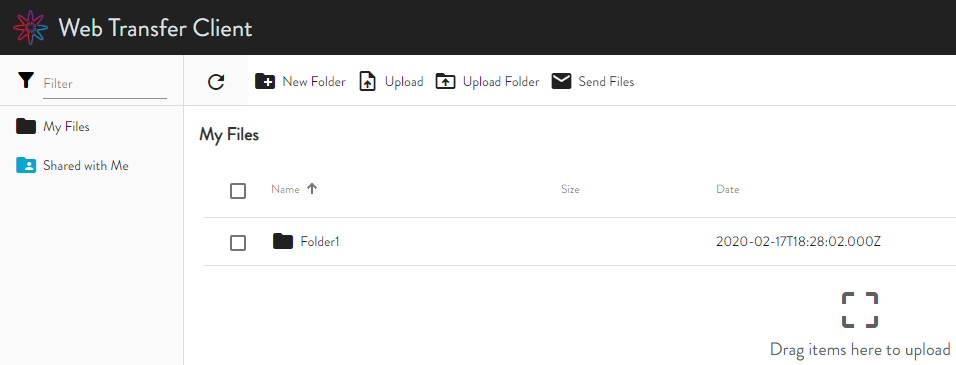 Web Transfer Client
Filter
New Folder Upload Upload Folder Send Files
My Files
Shared with Me
My Files
Name Size Date
Folder1 2020-02-17T18:28:02.000Z
Drag items here to upload